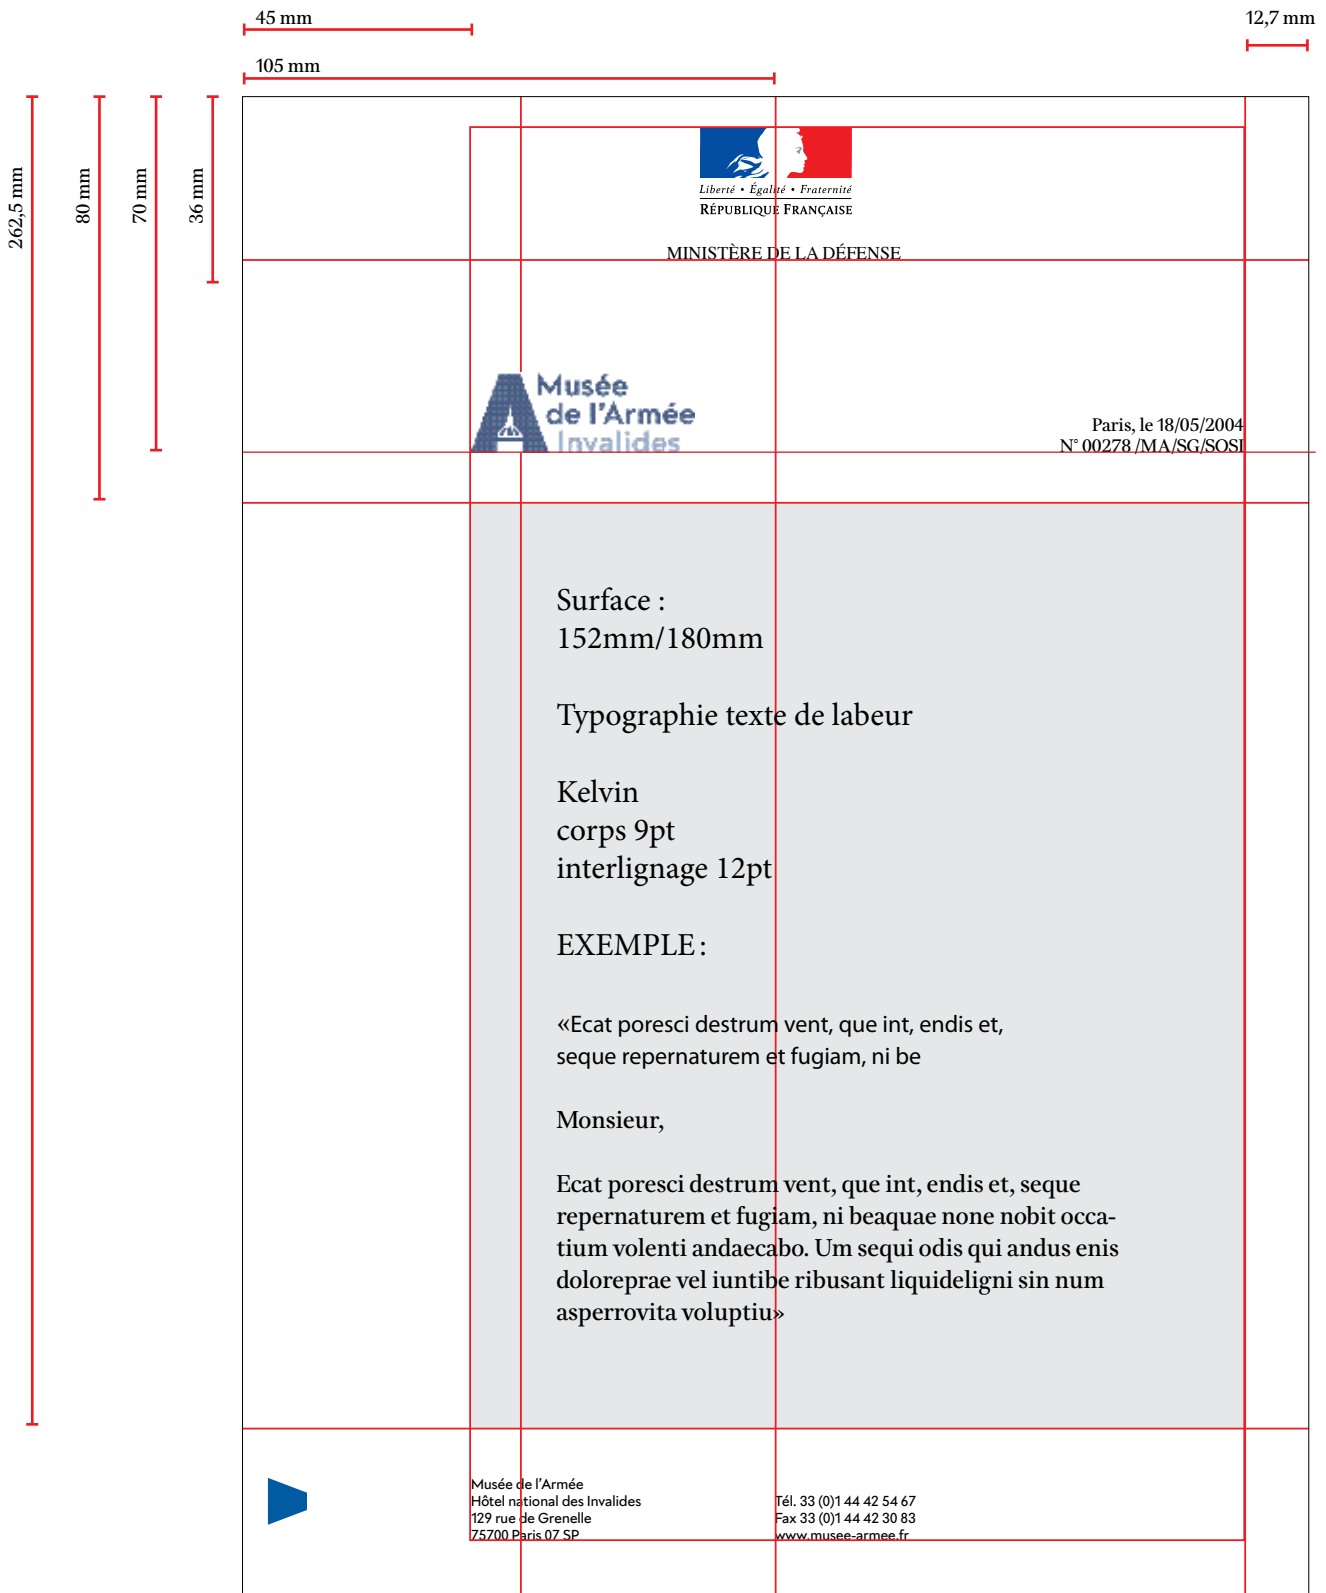 45 mm
12,7 mm
105 mm
262,5 mm
80 mm
70 mm
36 mm
Liberté • Égalité • Fraternité
RÉPUBLIQUE FRANÇAISE
MINISTÈRE DE LA DÉFENSE
Musée
de l'Armée
Invalides
Paris, le 18/05/2004
N° 00278 /MA/SG/SOSI
Surface :
152mm/180mm
Typographie texte de labeur
Kelvin
corps 9pt
interlignage 12pt
EXEMPLE :
«Ecat poresci destrum vent, que int, endis et,
seque repernaturem et fugiam, ni be
Monsieur,
Ecat poresci destrum vent, que int, endis et, seque
repernaturem et fugiam, ni beaquae none nobit occa-
tium volenti andaecabo. Um sequi odis qui andus enis
doloreprae vel iuntibe ribusant liquideligni sin num
asperrovita voluptiu»
Musée de l'Armée
Hôtel national des Invalides
129 rue de Grenelle
75700 Paris 07 SP
Tél. 33 (0)1 44 42 54 67
Fax 33 (0)1 44 42 30 83
www.musee-armee.fr